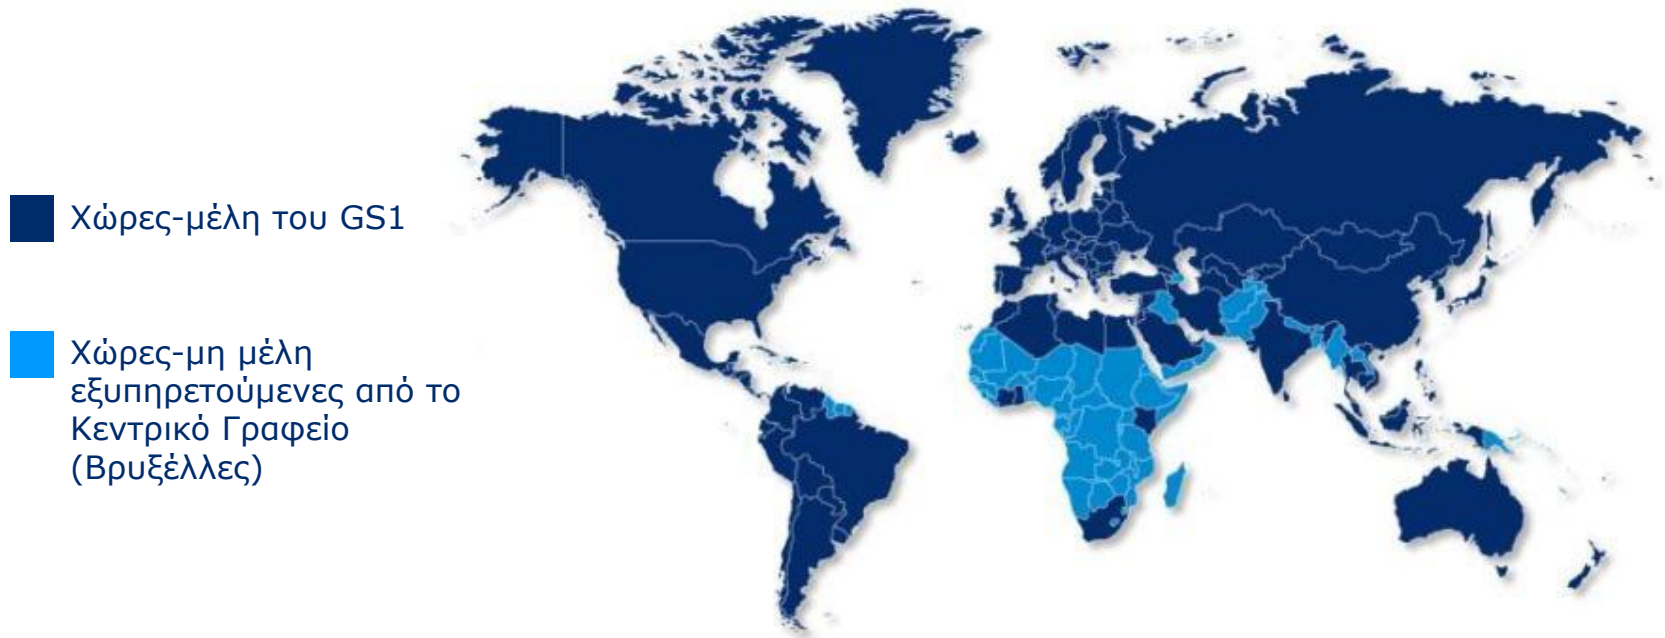 Χώρες-μέλη του GS1
Χώρες-μη μέλη
εξυπηρετούμενες από το
Κεντρικό Γραφείο
(Βρυξέλλες)